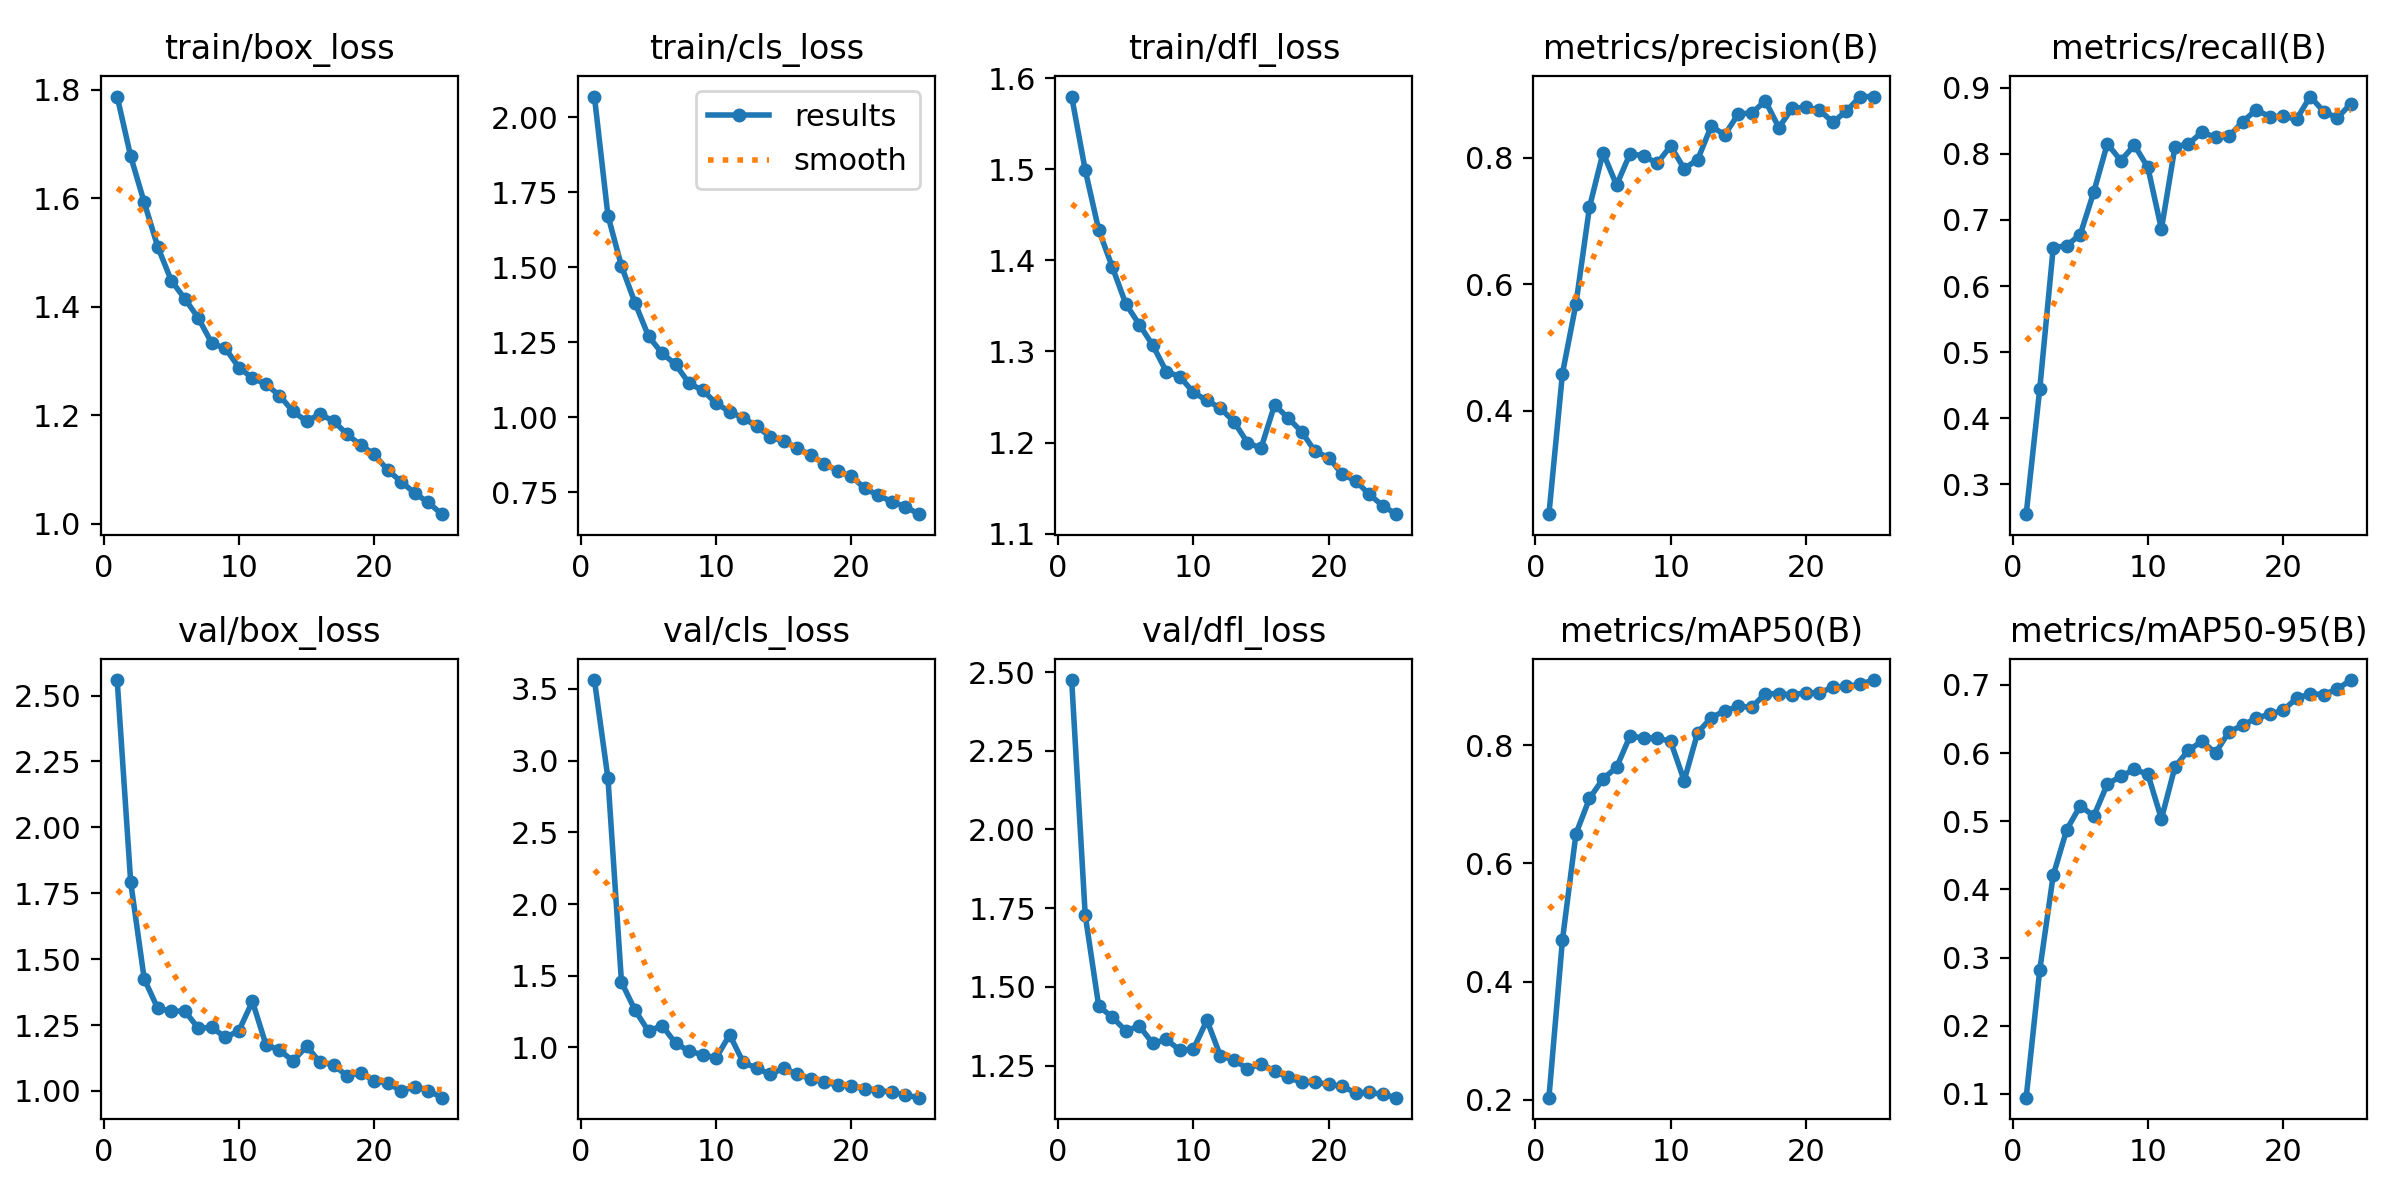 train/box_loss
1.8
1.6
1.4
1.2
1.0
0 10 20
train/cls_loss
results
smooth
2.00
1.75
1.50
1.25
1.00
0.75
0 10 20
train/dfl_loss
1.6
1.5
1.4
1.3
1.2
1.1
0 10 20
metrics/precision(B)
0.8
0.6
0.4
0 10 20
metrics/recall(B)
0.9
0.8
0.7
0.6
0.5
0.4
0.3
0 10 20
val/box_loss
2.50
2.25
2.00
1.75
1.50
1.25
1.00
0 10 20
val/cls_loss
3.5
3.0
2.5
2.0
1.5
1.0
0 10 20
val/dfl_loss
2.50
2.25
2.00
1.75
1.50
1.25
0 10 20
metrics/mAP50(B)
0.8
0.6
0.4
0.2
0 10 20
metrics/mAP50-95(B)
0.7
0.6
0.5
0.4
0.3
0.2
0.1
0 10 20